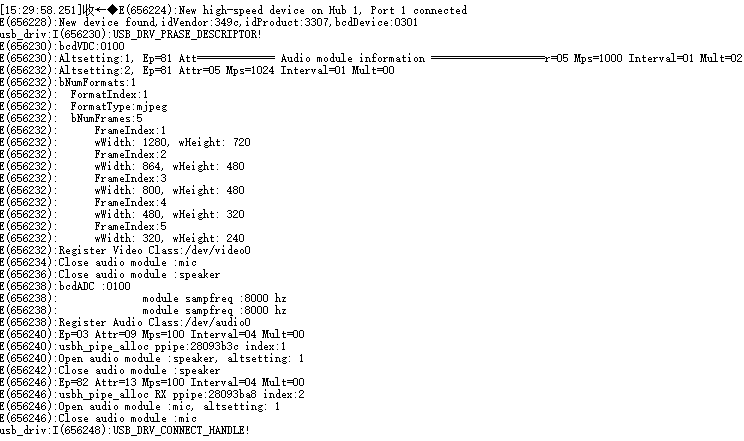 [15:29:58.251]收←◆E(656224):New high-speed device on Hub 1, Port 1 connected
E(656228):New device found,idVendor:349c,idProduct:3307,bcdDevice:0301
usb_driv:I(656230):USB_DRV_PRASE_DESCRIPTOR!
E(656230):bcdVDC:0100
E(656230):Altsetting:1, Ep=81 Att═══════════ Audio module information ════════════════r=05 Mps=1000 Interval=01 Mult=02
E(656232):Altsetting:2, Ep=81 Attr=05 Mps=1024 Interval=01 Mult=00
E(656232):bNumFormats:1
E(656232):  FormatIndex:1
E(656232):  FormatType:mjpeg
E(656232):  bNumFrames:5
E(656232):      FrameIndex:1
E(656232):      wWidth: 1280, wHeight: 720
E(656232):      FrameIndex:2
E(656232):      wWidth: 864, wHeight: 480
E(656232):      FrameIndex:3
E(656232):      wWidth: 800, wHeight: 480
E(656232):      FrameIndex:4
E(656232):      wWidth: 480, wHeight: 320
E(656232):      FrameIndex:5
E(656232):      wWidth: 320, wHeight: 240
E(656232):Register Video Class:/dev/video0
E(656234):Close audio module :mic
E(656236):Close audio module :speaker
E(656238):bcdADC :0100
E(656238):              module sampfreq :8000 hz
E(656238):              module sampfreq :8000 hz
E(656238):Register Audio Class:/dev/audio0
E(656240):Ep=03 Attr=09 Mps=100 Interval=04 Mult=00
E(656240):usbh_pipe_alloc ppipe:28093b3c index:1
E(656240):Open audio module :speaker, altsetting: 1
E(656242):Close audio module :speaker
E(656246):Ep=82 Attr=13 Mps=100 Interval=04 Mult=00
E(656246):usbh_pipe_alloc RX ppipe:28093ba8 index:2
E(656246):Open audio module :mic, altsetting: 1
E(656246):Close audio module :mic
usb_driv:I(656248):USB_DRV_CONNECT_HANDLE!